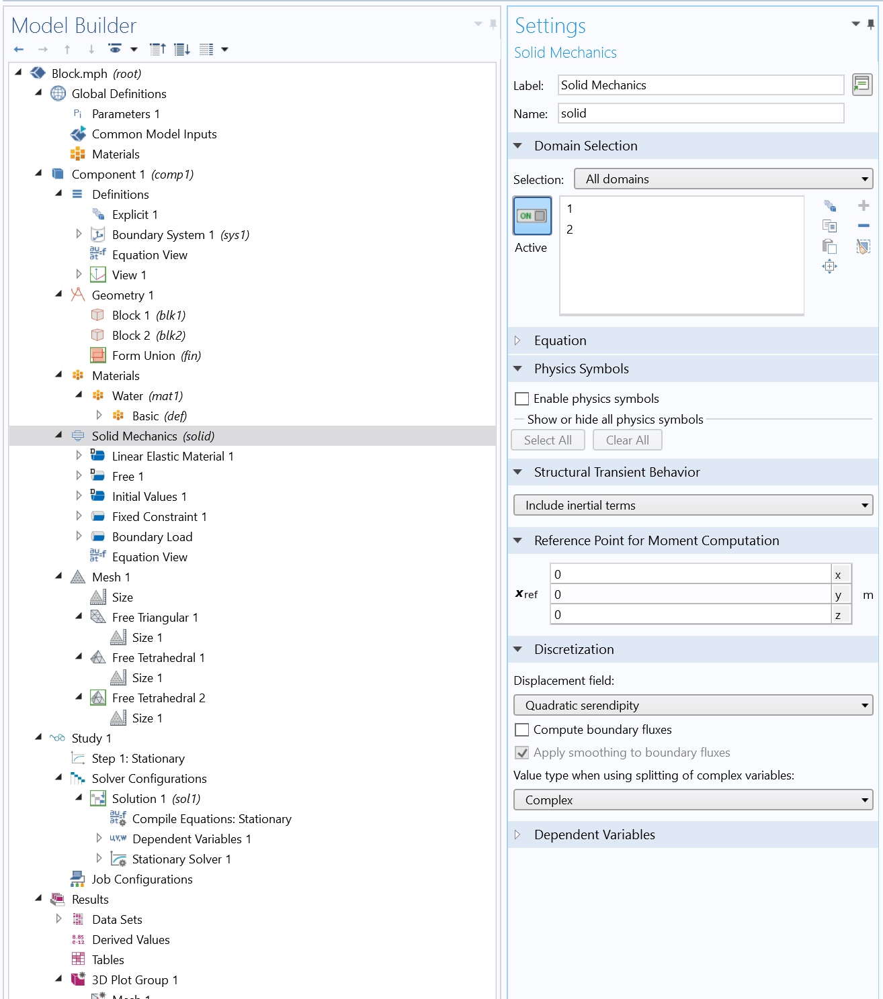 Model Builder
Block.mph (root)
Global Definitions
Pi Parameters 1
Common Model Inputs
Materials
Component 1 (comp1)
Definitions
Explicit 1
Boundary System 1 (sys1)
Equation View
View 1
Geometry 1
Block 1 (blk1)
Block 2 (blk2)
Form Union (fin)
Materials
Water (mat1)
Basic (def)
Solid Mechanics (solid)
D Linear Elastic Material 1
D Free 1
D Initial Values 1
Fixed Constraint 1
Boundary Load
Equation View
Mesh 1
Size
Free Triangular 1
Size 1
Free Tetrahedral 1
Size 1
Free Tetrahedral 2
Size 1
Study 1
Step 1: Stationary
Solver Configurations
Solution 1 (sol1)
Compile Equations: Stationary
u,v,w Dependent Variables 1
Stationary Solver 1
Job Configurations
Results
Data Sets
8.85 e-12 Derived Values
Tables
3D Plot Group 1
Mesh 1
Settings
Solid Mechanics
Label: Solid Mechanics
Name: solid
Domain Selection
Selection: All domains
ON
Active
1
2
Equation
Physics Symbols
Enable physics symbols
Show or hide all physics symbols
Select All Clear All
Structural Transient Behavior
Include inertial terms
Reference Point for Moment Computation
0 x
xref 0 y m
0 z
Discretization
Displacement field:
Quadratic serendipity
Compute boundary fluxes
Apply smoothing to boundary fluxes
Value type when using splitting of complex variables:
Complex
Dependent Variables